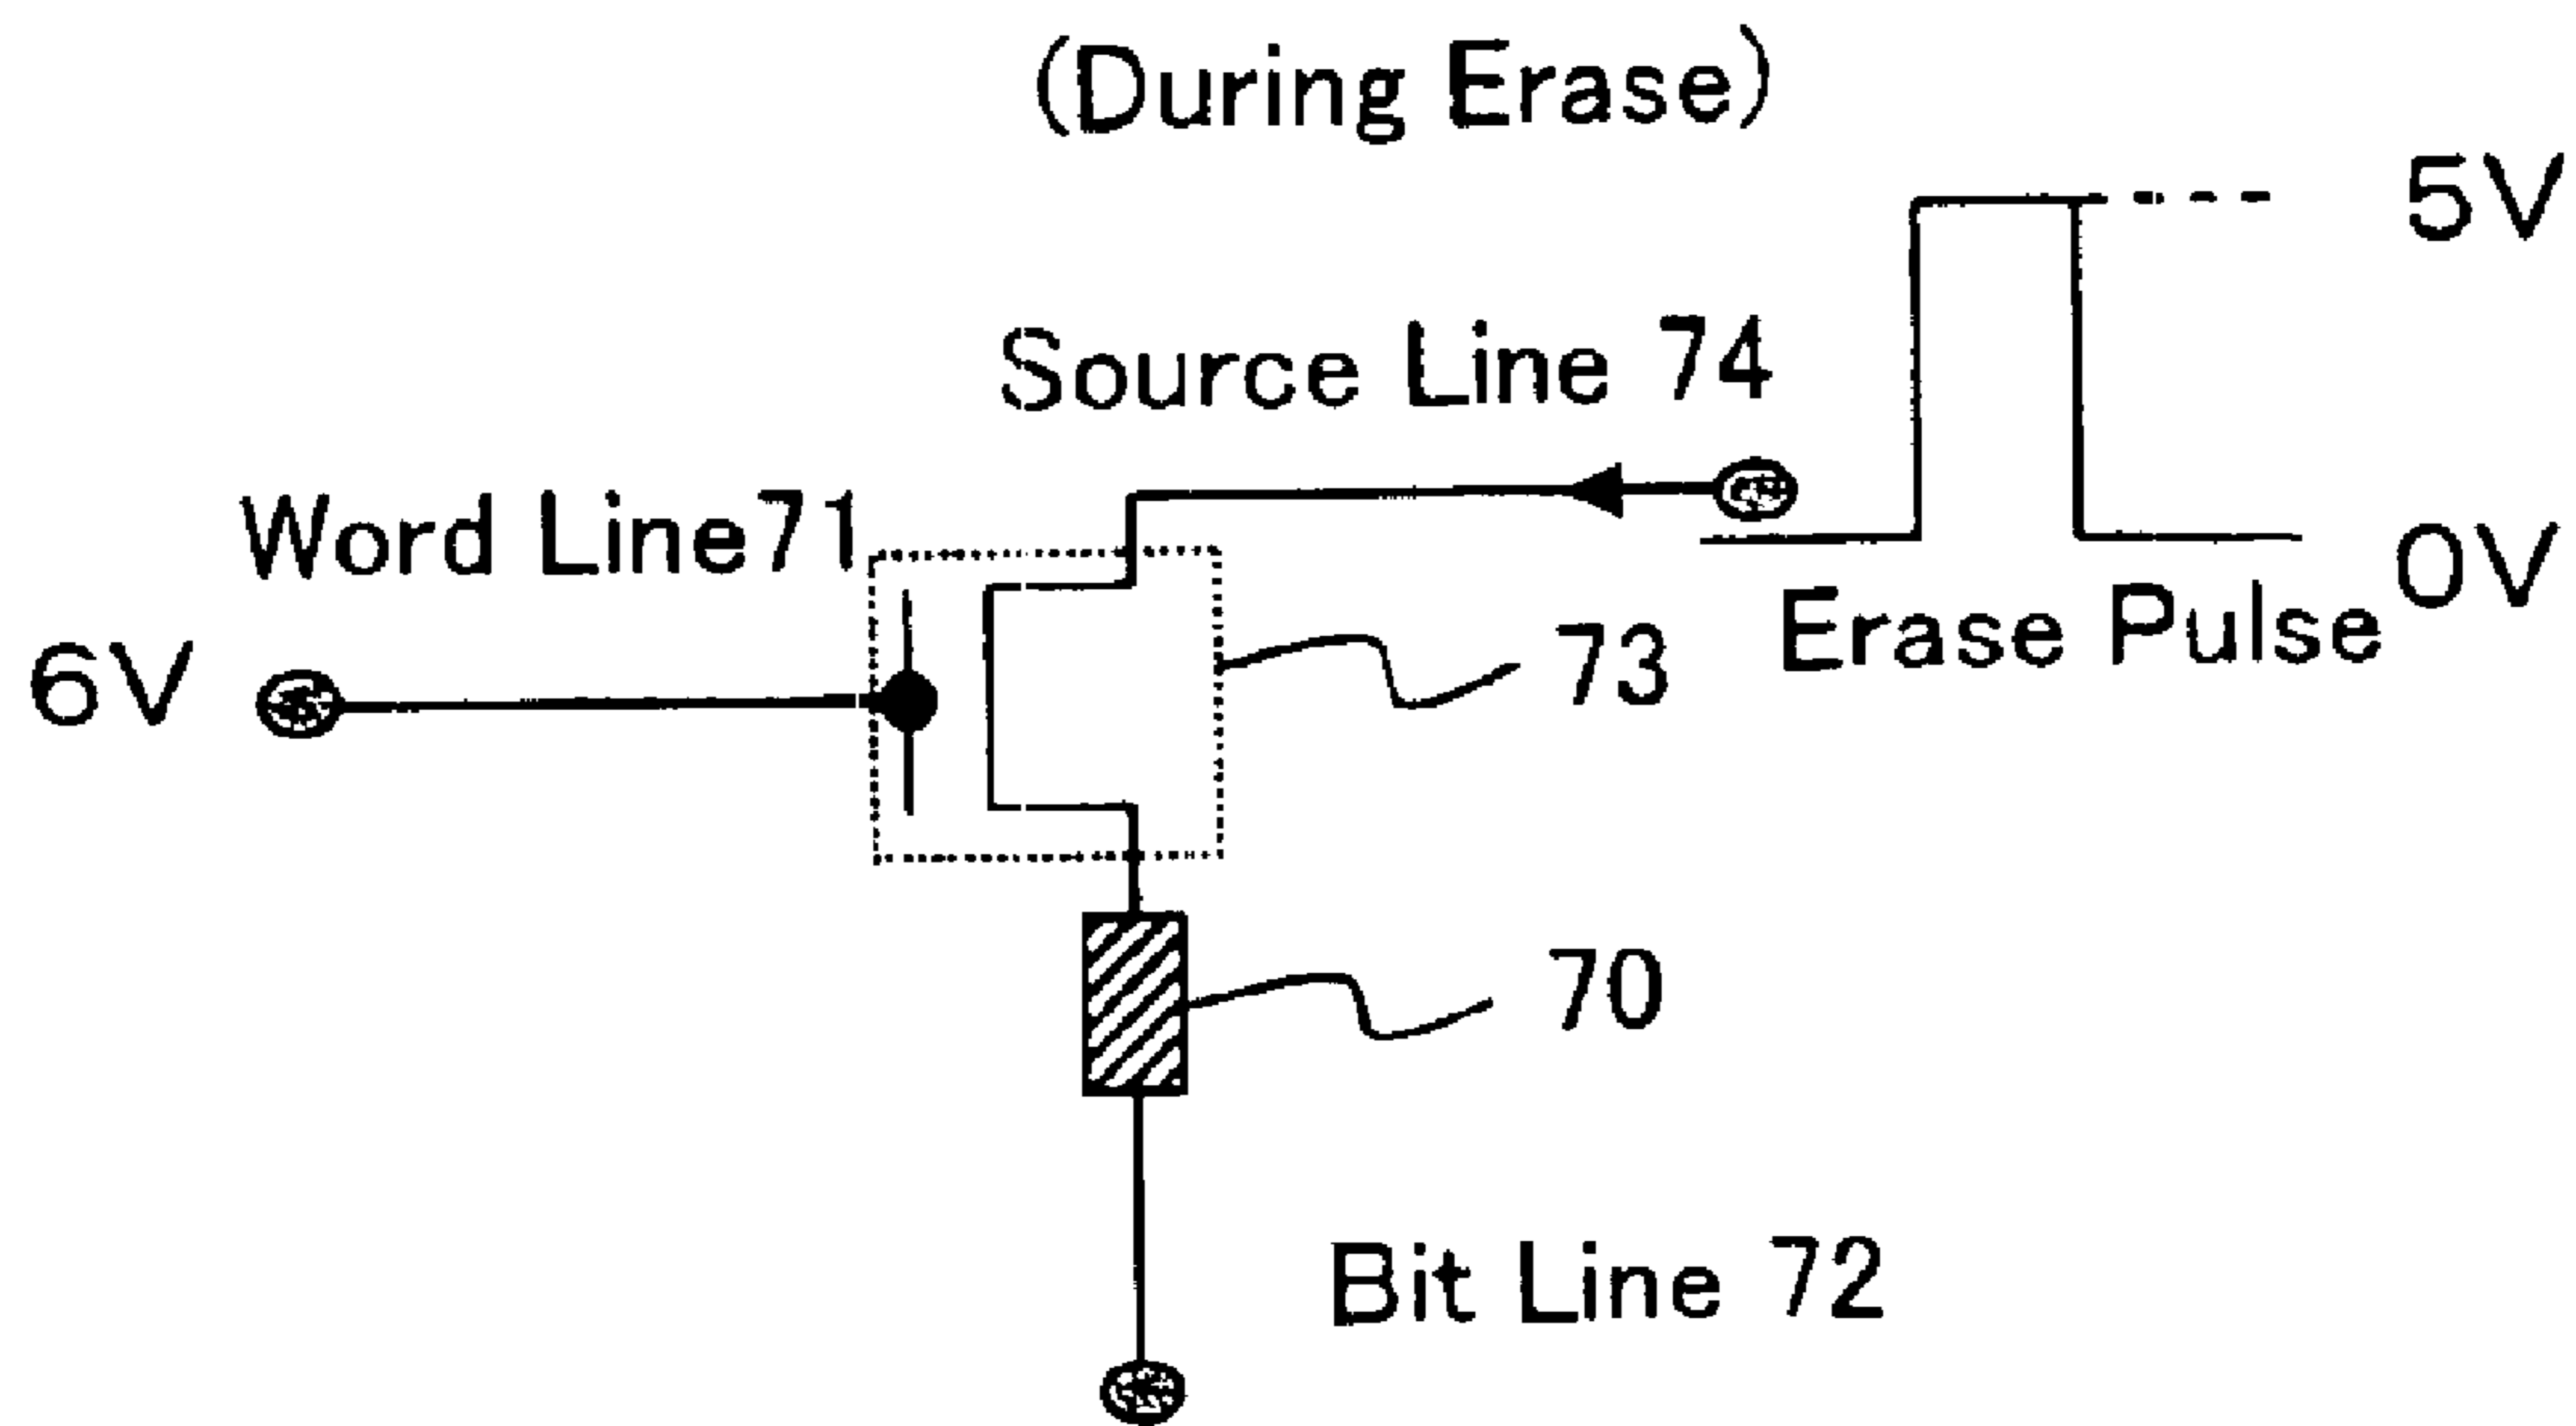 (During Erase)
5V
Source Line 74
Word Line71
0V
Erase Pulse
6V
73
70
Bit Line 72